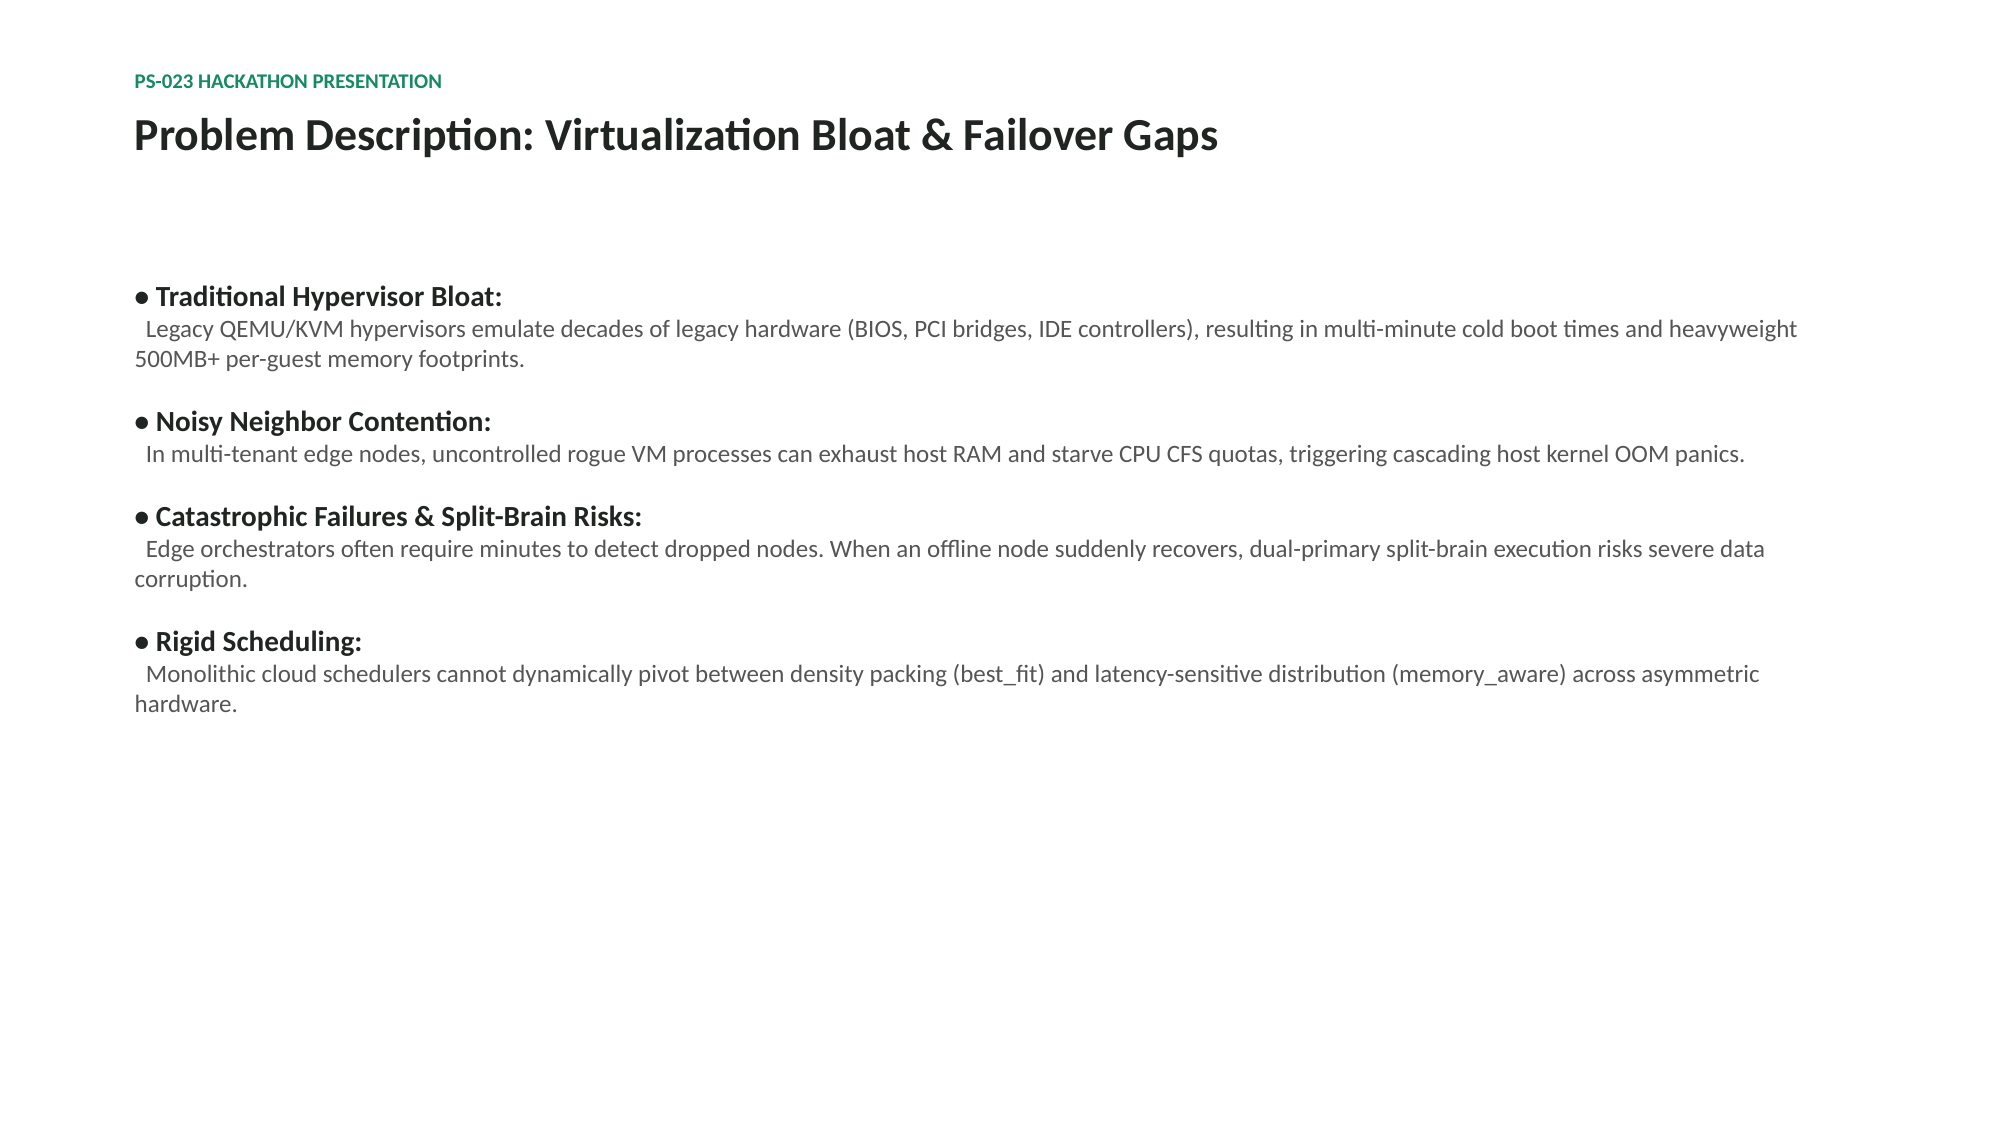 PS-023 HACKATHON PRESENTATION
Problem Description: Virtualization Bloat & Failover Gaps
● Traditional Hypervisor Bloat:
Legacy QEMU/KVM hypervisors emulate decades of legacy hardware (BIOS, PCI bridges, IDE controllers), resulting in multi-minute cold boot times and heavyweight
500MB+ per-guest memory footprints.
● Noisy Neighbor Contention:
In multi-tenant edge nodes, uncontrolled rogue VM processes can exhaust host RAM and starve CPU CFS quotas, triggering cascading host kernel OOM panics.
● Catastrophic Failures & Split-Brain Risks:
Edge orchestrators often require minutes to detect dropped nodes. When an offline node suddenly recovers, dual-primary split-brain execution risks severe data
corruption.
● Rigid Scheduling:
Monolithic cloud schedulers cannot dynamically pivot between density packing (best_fit) and latency-sensitive distribution (memory_aware) across asymmetric
hardware.